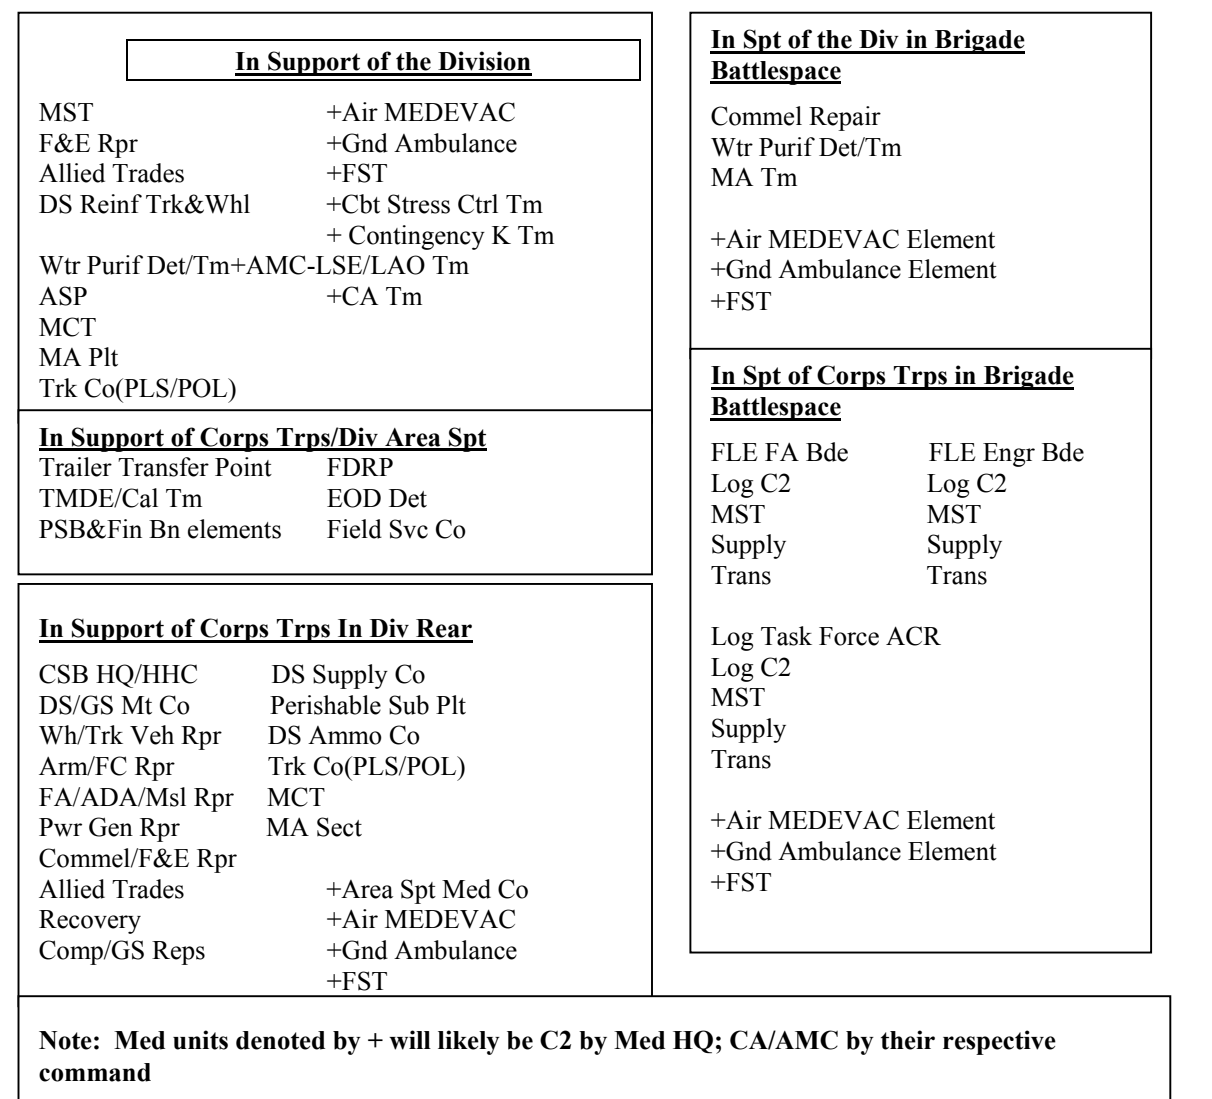 In Support of the Division
MST +Air MEDEVAC
F&E Rpr +Gnd Ambulance
Allied Trades +FST
DS Reinf Trk&Whl +Cbt Stress Ctrl Tm
+ Contingency K Tm
Wtr Purif Det/Tm+AMC-LSE/LAO Tm
ASP +CA Tm
MCT
MA Plt
Trk Co(PLS/POL)
In Support of Corps Trps/Div Area Spt
Trailer Transfer Point FDRP
TMDE/Cal Tm EOD Det
PSB&Fin Bn elements Field Svc Co
In Support of Corps Trps In Div Rear
CSB HQ/HHC DS Supply Co
DS/GS Mt Co Perishable Sub Plt
Wh/Trk Veh Rpr DS Ammo Co
Arm/FC Rpr Trk Co(PLS/POL)
FA/ADA/Msl Rpr MCT
Pwr Gen Rpr MA Sect
Commel/F&E Rpr
Allied Trades +Area Spt Med Co
Recovery +Air MEDEVAC
Comp/GS Reps +Gnd Ambulance
+FST
In Spt of the Div in Brigade
Battlespace
Commel Repair
Wtr Purif Det/Tm
MA Tm
+Air MEDEVAC Element
+Gnd Ambulance Element
+FST
In Spt of Corps Trps in Brigade
Battlespace
FLE FA Bde FLE Engr Bde
Log C2 Log C2
MST MST
Supply Supply
Trans Trans
Log Task Force ACR
Log C2
MST
Supply
Trans
+Air MEDEVAC Element
+Gnd Ambulance Element
+FST
Note: Med units denoted by + will likely be C2 by Med HQ; CA/AMC by their respective
command